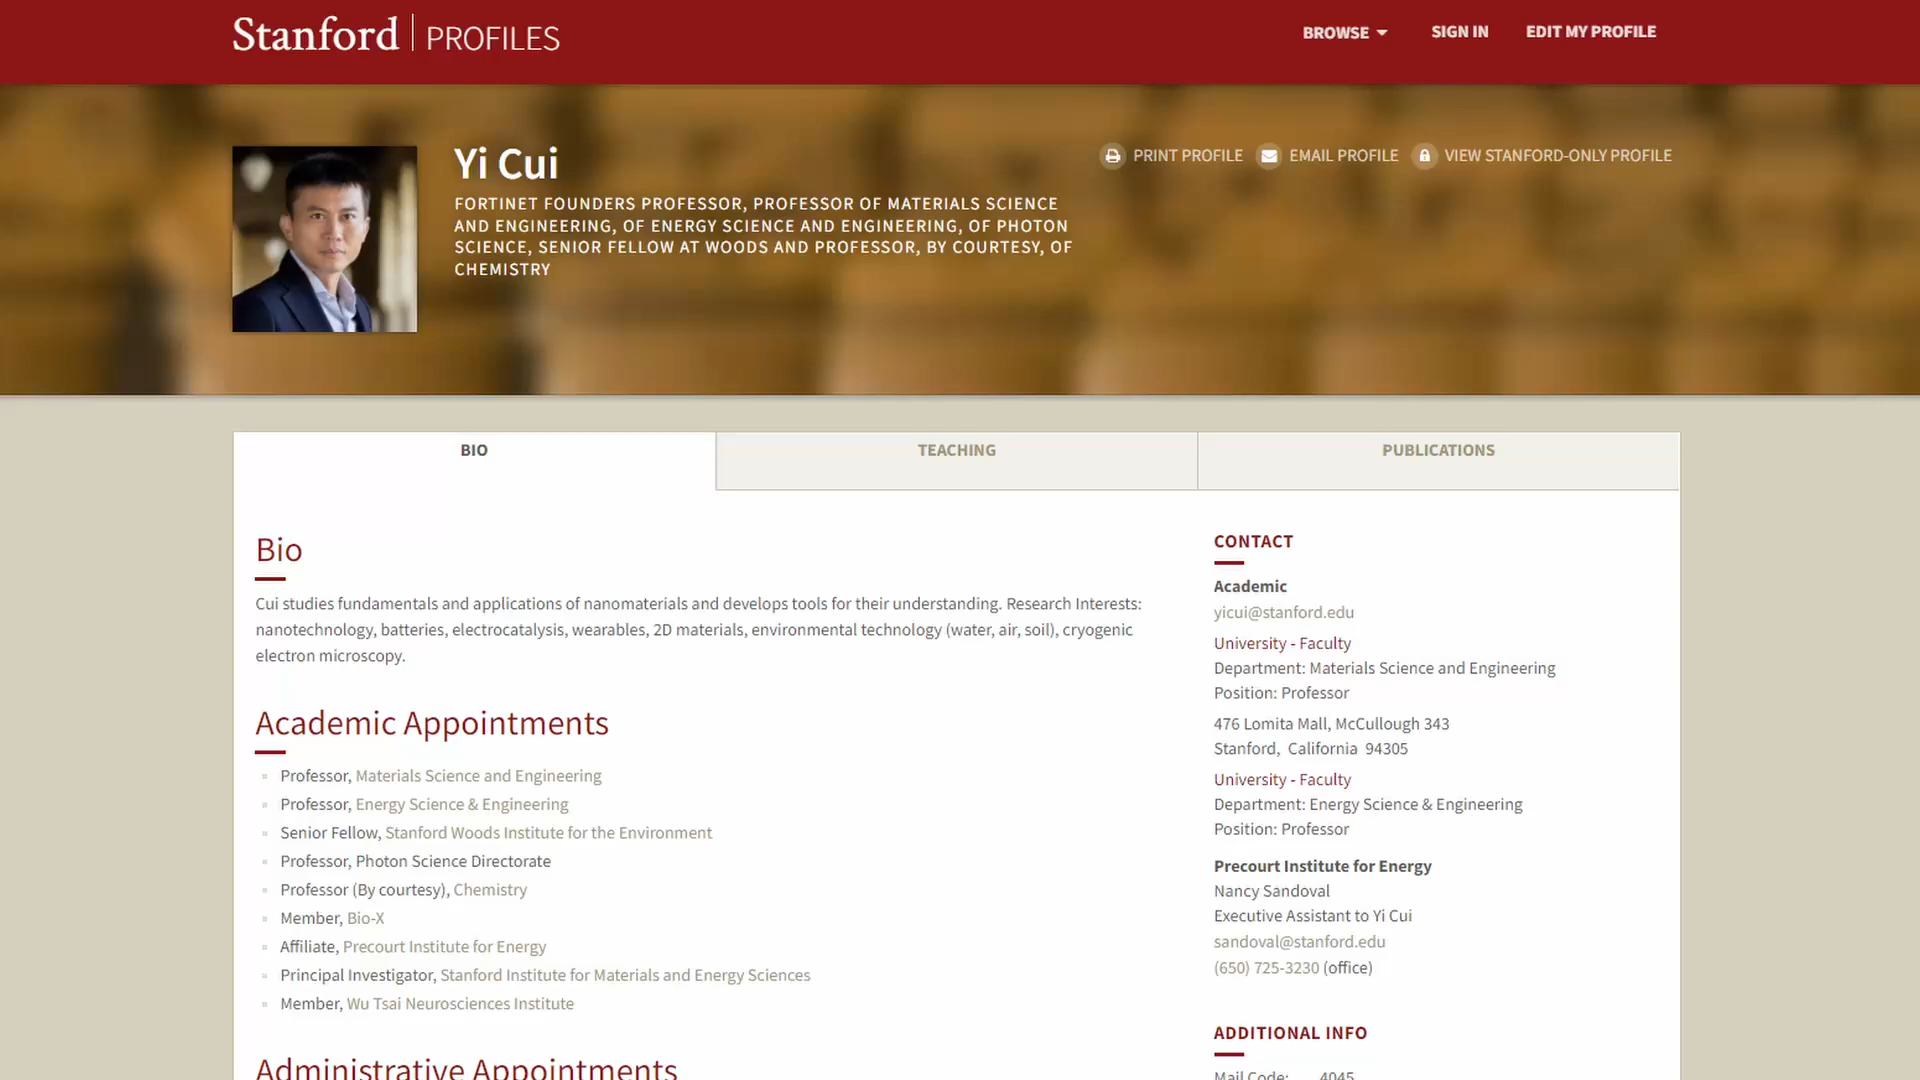 Stanford PROFILES
BROWSE SIGN IN EDIT MY PROFILE
Yi Cui
FORTINET FOUNDERS PROFESSOR, PROFESSOR OF MATERIALS SCIENCE
AND ENGINEERING, OF ENERGY SCIENCE AND ENGINEERING, OF PHOTON
SCIENCE, SENIOR FELLOW AT WOODS AND PROFESSOR, BY COURTESY, OF
CHEMISTRY
PRINT PROFILE EMAIL PROFILE VIEW STANFORD-ONLY PROFILE
BIO TEACHING PUBLICATIONS
Bio
Cui studies fundamentals and applications of nanomaterials and develops tools for their understanding. Research Interests:
nanotechnology, batteries, electrocatalysis, wearables, 2D materials, environmental technology (water, air, soil), cryogenic
electron microscopy.
Academic Appointments
Professor, Materials Science and Engineering
Professor, Energy Science & Engineering
Senior Fellow, Stanford Woods Institute for the Environment
Professor, Photon Science Directorate
Professor (By courtesy), Chemistry
Member, Bio-X
Affiliate, Precourt Institute for Energy
Principal Investigator, Stanford Institute for Materials and Energy Sciences
Member, Wu Tsai Neurosciences Institute
Administrative Appointments
CONTACT
Academic
yicui@stanford.edu
University - Faculty
Department: Materials Science and Engineering
Position: Professor
476 Lomita Mall, McCullough 343
Stanford, California 94305
University - Faculty
Department: Energy Science & Engineering
Position: Professor
Precourt Institute for Energy
Nancy Sandoval
Executive Assistant to Yi Cui
sandoval@stanford.edu
(650) 725-3230 (office)
ADDITIONAL INFO
Mail Code: 4045